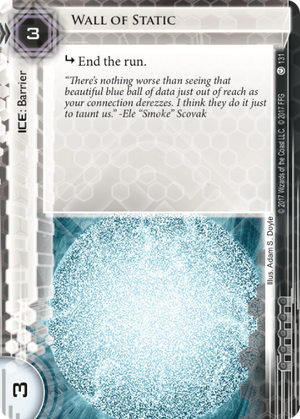 WALL OF STATIC
3
ICE: Barrier
End the run.
“There’s nothing worse than seeing that
beautiful blue ball of data just out of reach as
your connection derezzes. I think they do it just
to taunt us.” -Ele “Smoke” Scovak
131
© 2017 Wizards of the Coast LLC. © 2017 FFG
Illus. Adam S. Doyle
3